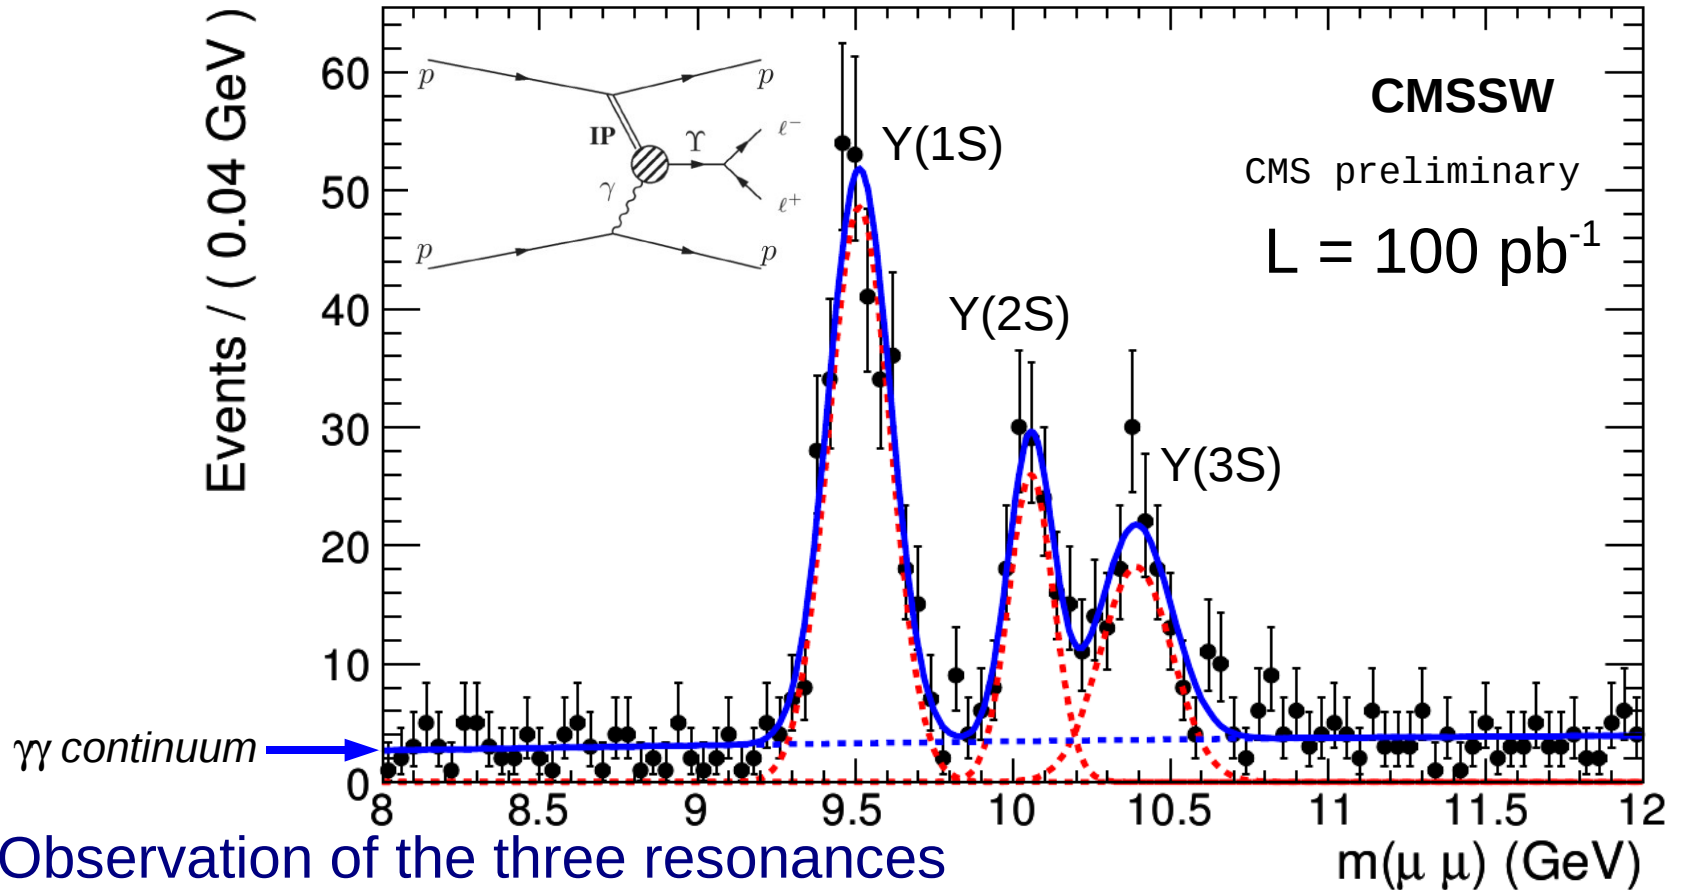 Events / ( 0.04 GeV )
60
50
40
30
20
10
0
p
p
IP
ϒ
ℓ⁻
γ
ℓ⁺
p
p
Y(1S)
Y(2S)
Y(3S)
CMSSW
CMS preliminary
L = 100 pb⁻¹
γγ continuum
8 8.5 9 9.5 10 10.5 11 11.5 12
m(μ μ) (GeV)
Observation of the three resonances